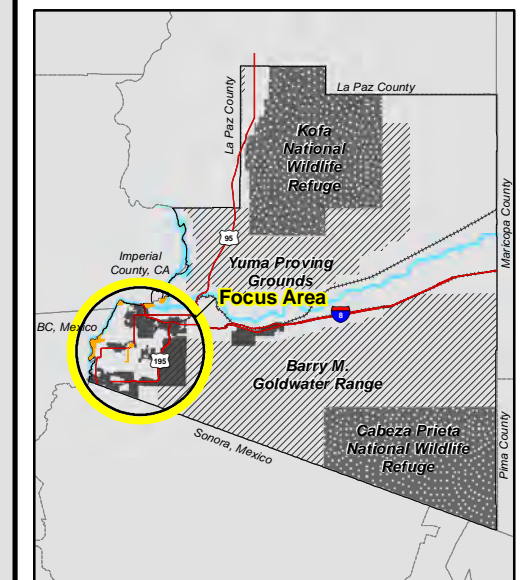 La Paz County
La Paz County
Kofa
National
Wildlife
Refuge
Maricopa County
95
Imperial
County, CA
Yuma Proving
Grounds
Focus Area
BC, Mexico
8
195
Barry M.
Goldwater Range
Sonora, Mexico
Cabeza Prieta
National Wildlife
Refuge
Pima County